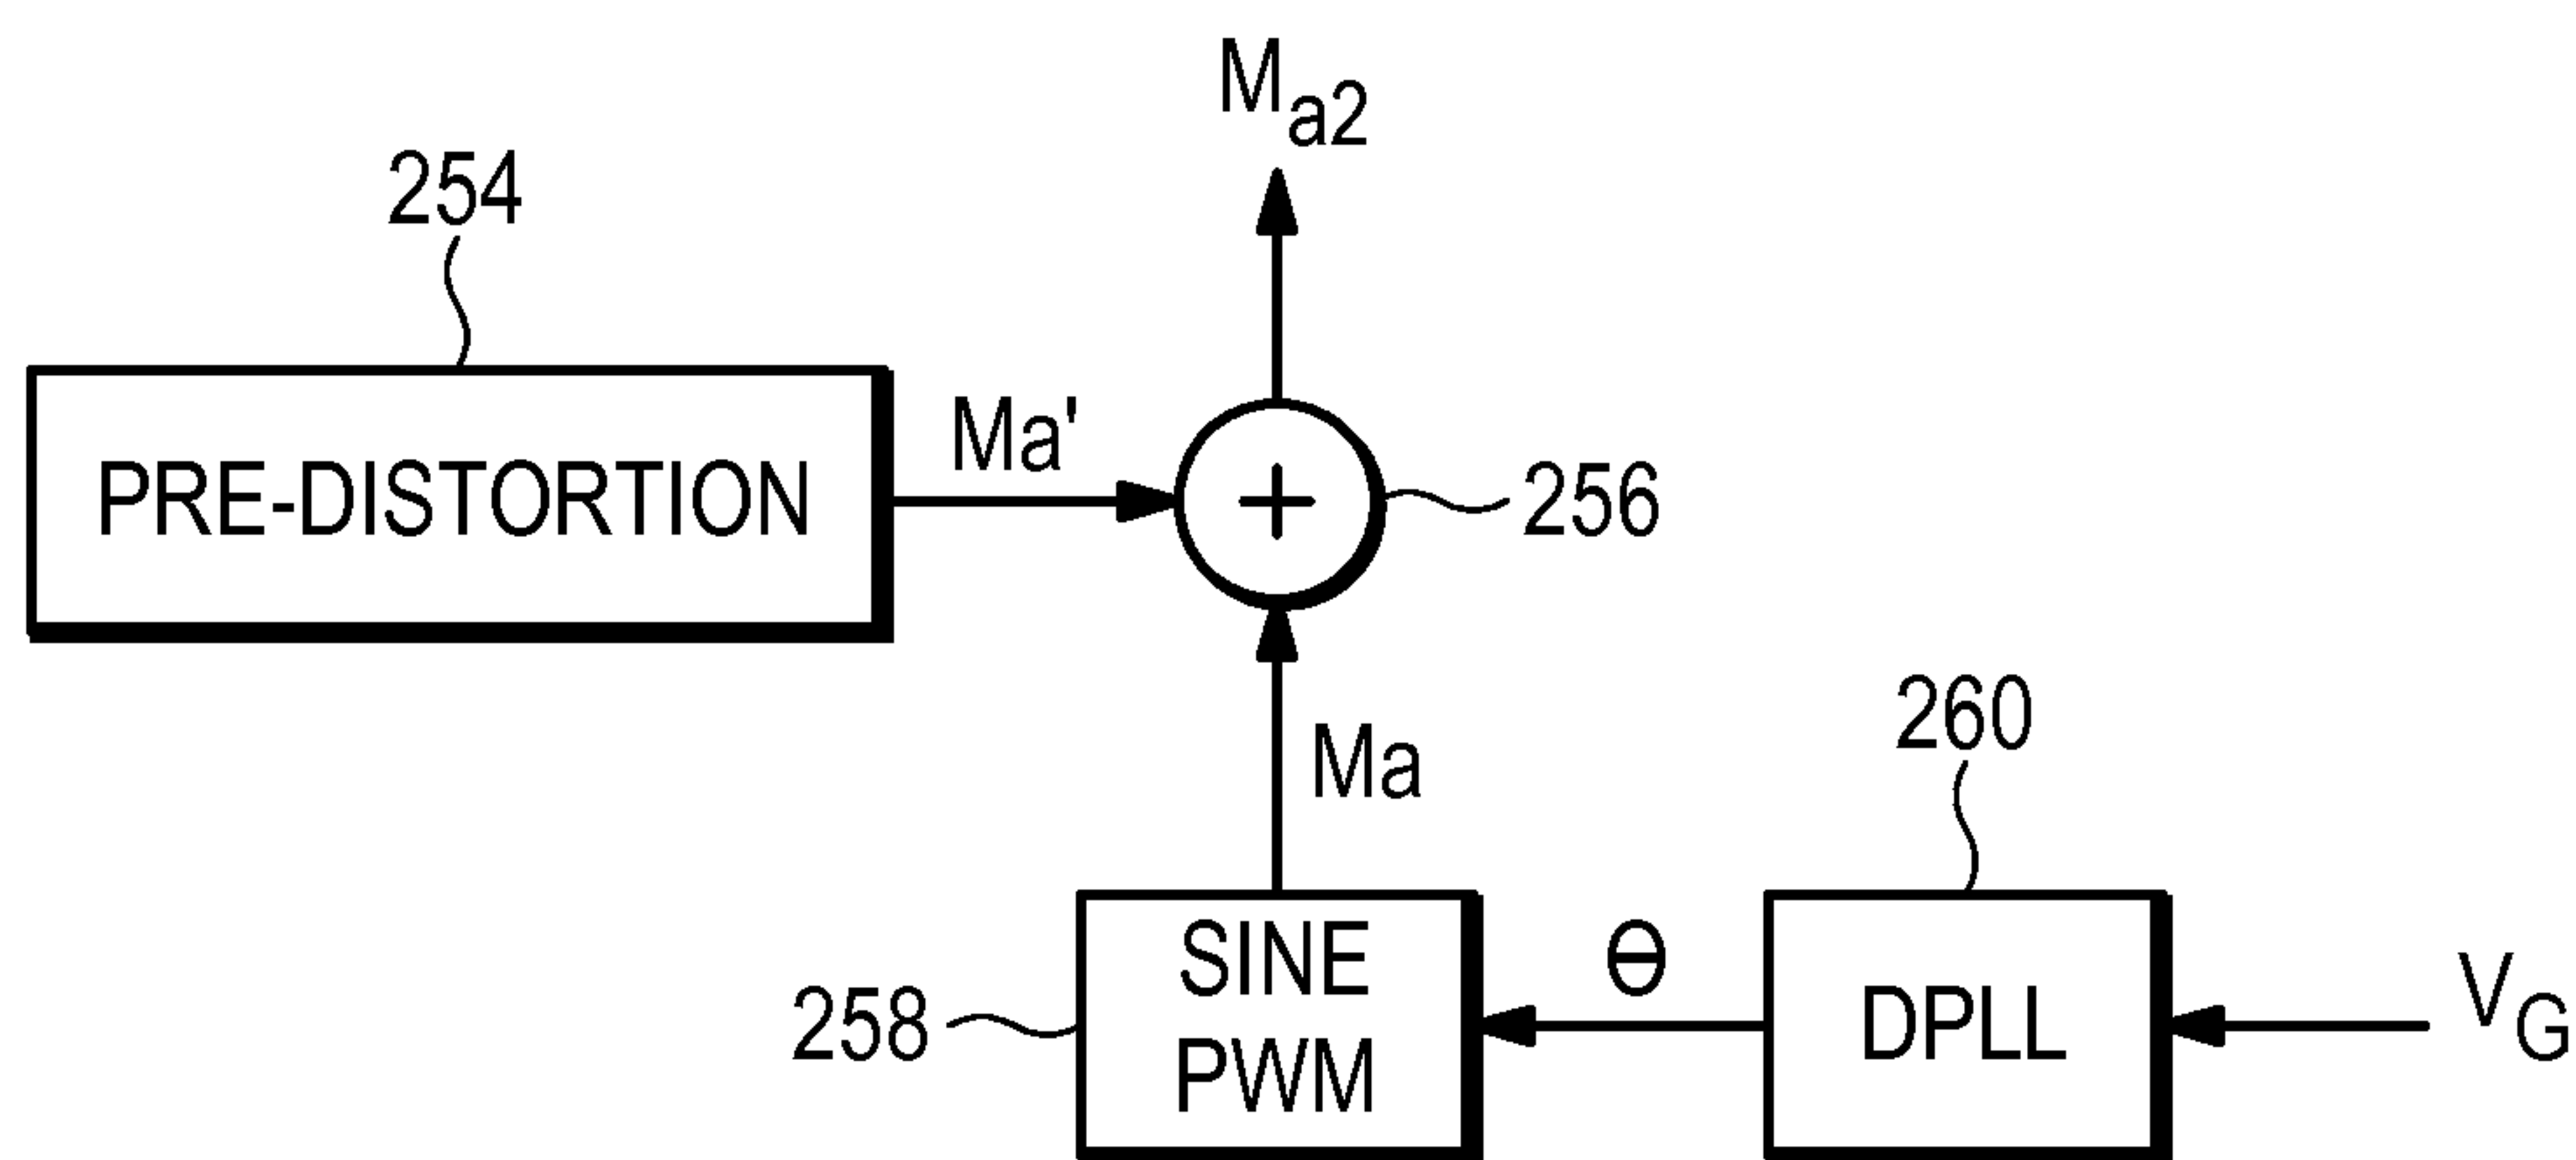 Ma2
254
Ma'
PRE-DISTORTION
256
260
Ma
SINE
PWM
θ
258
DPLL
VG